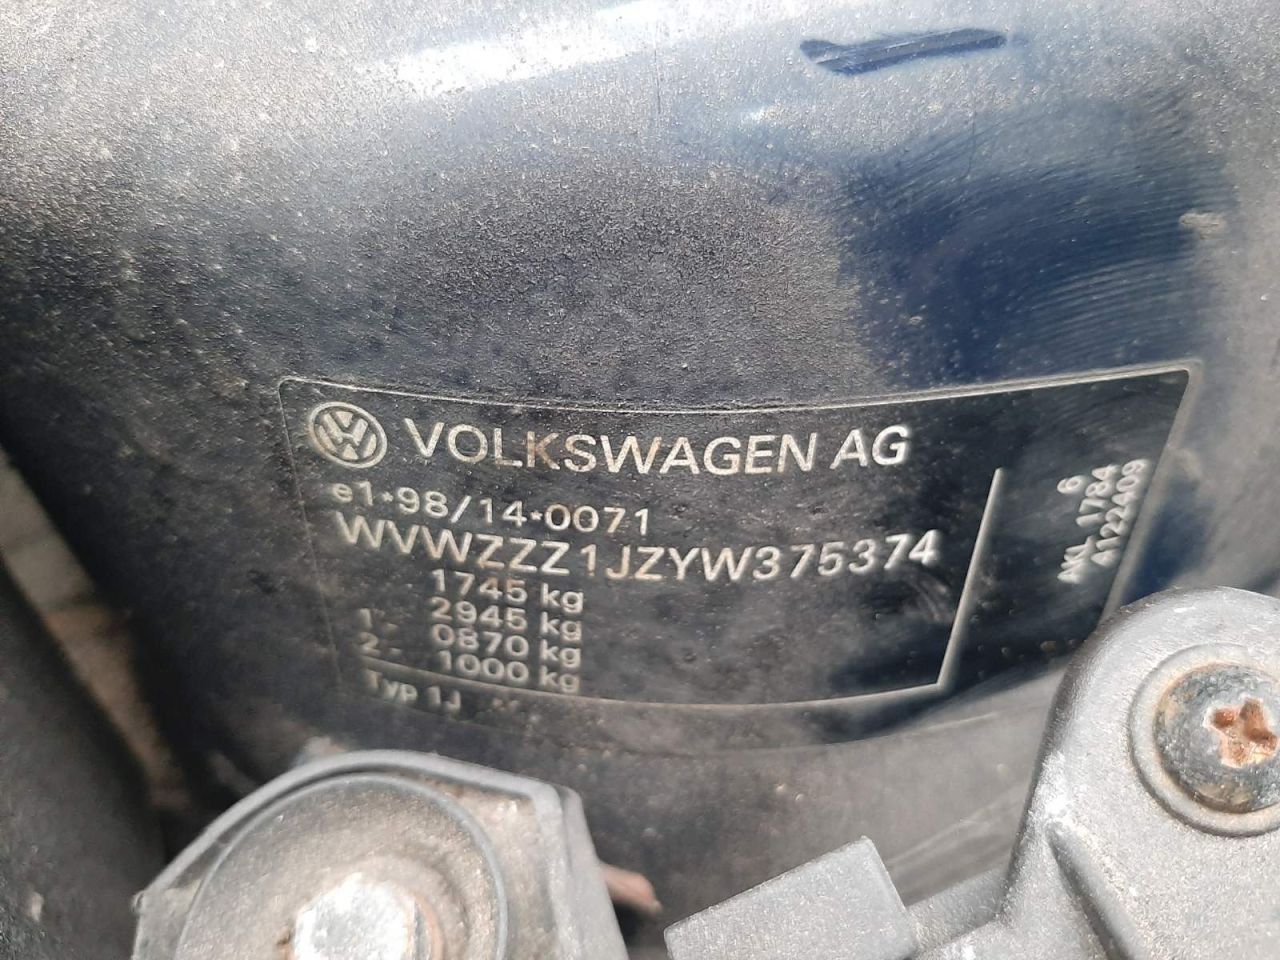 VOLKSWAGEN AG
e1*98/14*0071
WVWZZZ1JZYW375374
1745 kg
2945 kg
1 - 0870 kg
2 - 1000 kg
Typ 1J
6
AKL 1784
4122409